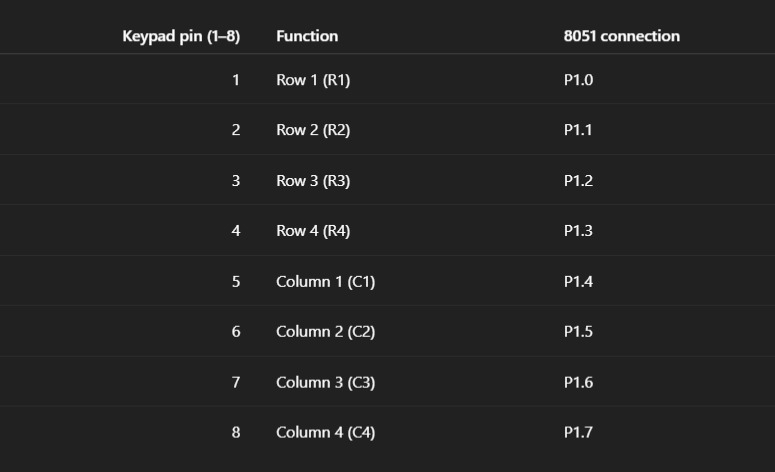 Keypad pin (1–8) Function 8051 connection
1 Row 1 (R1) P1.0
2 Row 2 (R2) P1.1
3 Row 3 (R3) P1.2
4 Row 4 (R4) P1.3
5 Column 1 (C1) P1.4
6 Column 2 (C2) P1.5
7 Column 3 (C3) P1.6
8 Column 4 (C4) P1.7